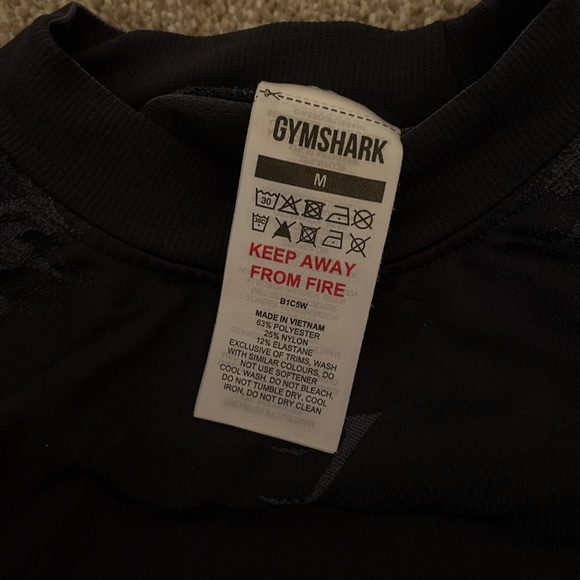 GYMSHARK
M
30
30C
KEEP AWAY
FROM FIRE
B1C5W
MADE IN VIETNAM
63% POLYESTER
25% NYLON
12% ELASTANE
EXCLUSIVE OF TRIMS, WASH
WITH SIMILAR COLOURS, DO
NOT USE SOFTENER
COOL WASH, DO NOT BLEACH,
DO NOT TUMBLE DRY, COOL
IRON, DO NOT DRY CLEAN